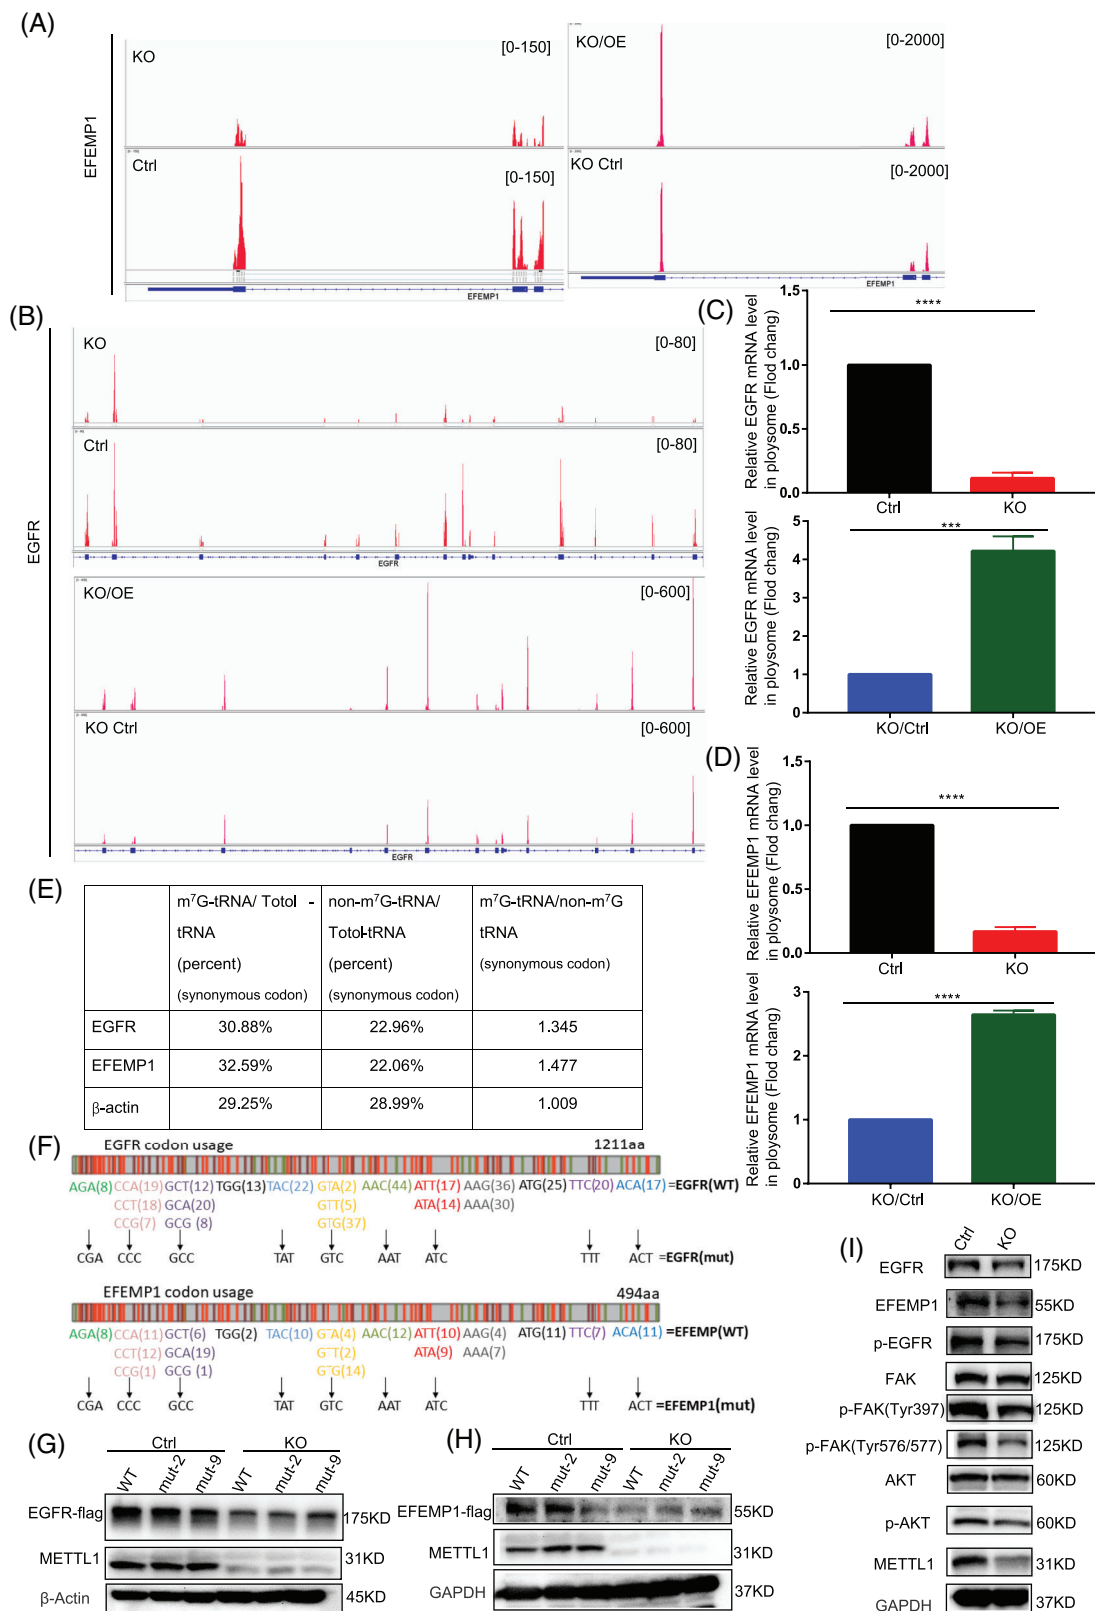 (A)
EFEMP1
KO
[0-150]
Ctrl
[0-150]
EFEMP1
KO/OE
[0-2000]
KO Ctrl
[0-2000]
EFEMP1
(B)
EGFR
KO
[0-80]
Ctrl
[0-80]
EGFR
KO/OE
[0-600]
KO Ctrl
[0-600]
EGFR
(C)
Relative EGFR mRNA level
in ploysome (Flod chang)
1.5
1.0
0.5
0.0
****
Ctrl
KO
Relative EGFR mRNA level
in ploysome (Flod chang)
5
4
3
2
1
0
***
KO/Ctrl
KO/OE
(D)
Relative EFEMP1 mRNA level
in ploysome (Flod chang)
1.5
1.0
0.5
0.0
****
Ctrl
KO
Relative EFEMP1 mRNA level
in ploysome (Flod chang)
3
2
1
0
****
KO/Ctrl
KO/OE
(E)
m⁷G-tRNA/ Totol -
tRNA
(percent)
(synonymous codon)
non-m⁷G-tRNA/
Totol-tRNA
(percent)
(synonymous codon)
m⁷G-tRNA/non-m⁷G
tRNA
(synonymous codon)
EGFR 30.88% 22.96% 1.345
EFEMP1 32.59% 22.06% 1.477
β-actin 29.25% 28.99% 1.009
(F)
EGFR codon usage
1211aa
AGA(8) CCA(19) GCT(12) TGG(13) TAC(22) GTA(2) AAC(44) ATT(17) AAG(36) ATG(25) TTC(20) ACA(17) =EGFR(WT)
CCT(18) GCA(20) GTT(5) ATA(14) AAA(30)
CCG(7) GCG (8) GTG(37)
CGA CCC GCC TAT GTC AAT ATC TTT ACT =EGFR(mut)
EFEMP1 codon usage
494aa
AGA(8) CCA(11) GCT(6) TGG(2) TAC(10) GTA(4) AAC(12) ATT(10) AAG(4) ATG(11) TTC(7) ACA(11) =EFEMP(WT)
CCT(12) GCA(19) GTT(2) ATA(9) AAA(7)
CCG(1) GCG(1) GTG(14)
CGA CCC GCC TAT GTC AAT ATC TTT ACT =EFEMP1(mut)
(G)
Ctrl
KO
WT
mut-2
mut-9
WT
mut-2
mut-9
EGFR-flag
175KD
METTL1
31KD
β-Actin
45KD
(H)
Ctrl
KO
WT
mut-2
mut-9
WT
mut-2
mut-9
EFEMP1-flag
55KD
METTL1
31KD
GAPDH
37KD
(I)
Ctrl
KO
EGFR
175KD
EFEMP1
55KD
p-EGFR
175KD
FAK
125KD
p-FAK(Tyr397)
125KD
p-FAK(Tyr576/577)
125KD
AKT
60KD
p-AKT
60KD
METTL1
31KD
GAPDH
37KD